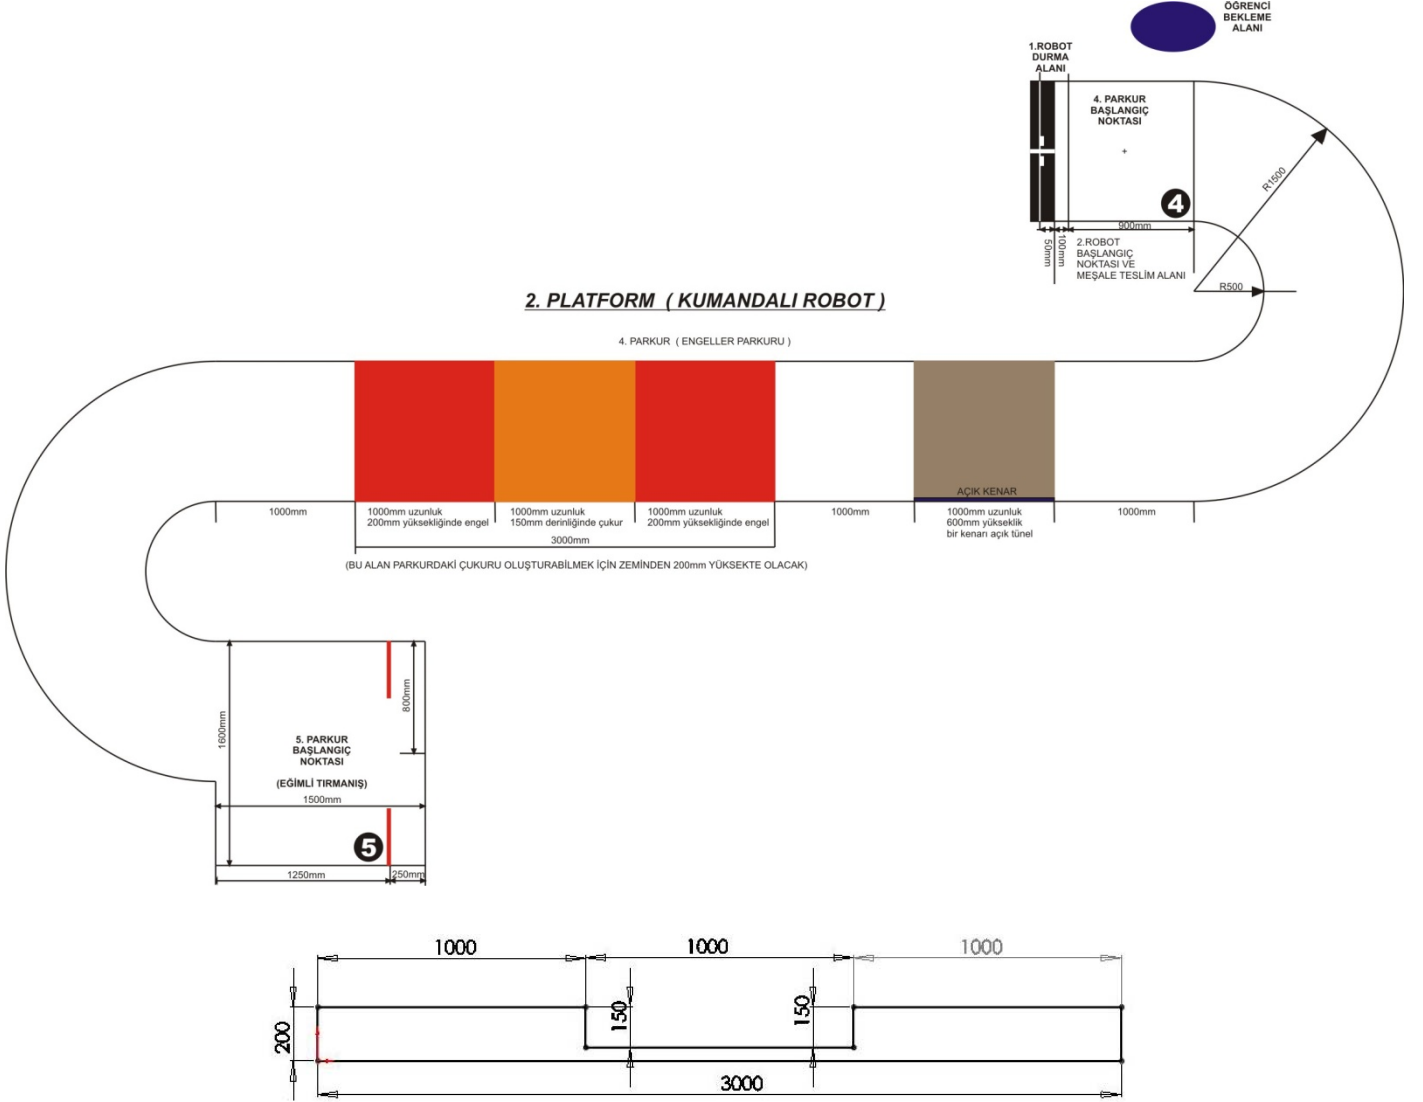 ÖĞRENCİ
BEKLEME
ALANI
1.ROBOT
DURMA
ALANI
4. PARKUR
BAŞLANGIÇ
NOKTASI
R1500
4
900mm
50mm
100mm
2.ROBOT
BAŞLANGIÇ
NOKTASI VE
MEŞALE TESLİM ALANI
R500
2. PLATFORM ( KUMANDALI ROBOT )
4. PARKUR ( ENGELLER PARKURU )
AÇIK KENAR
1000mm
1000mm uzunluk
200mm yüksekliğinde engel
1000mm uzunluk
150mm derinliğinde çukur
1000mm uzunluk
200mm yüksekliğinde engel
1000mm
1000mm uzunluk
600mm yükseklik
bir kenarı açık tünel
1000mm
3000mm
(BU ALAN PARKURDAKİ ÇUKURU OLUŞTURABİLMEK İÇİN ZEMİNDEN 200mm YÜKSEKTE OLACAK)
800mm
1600mm
5. PARKUR
BAŞLANGIÇ
NOKTASI
(EĞİMLİ TIRMANIŞ)
1500mm
5
1250mm
250mm
1000
1000
1000
200
150
150
3000